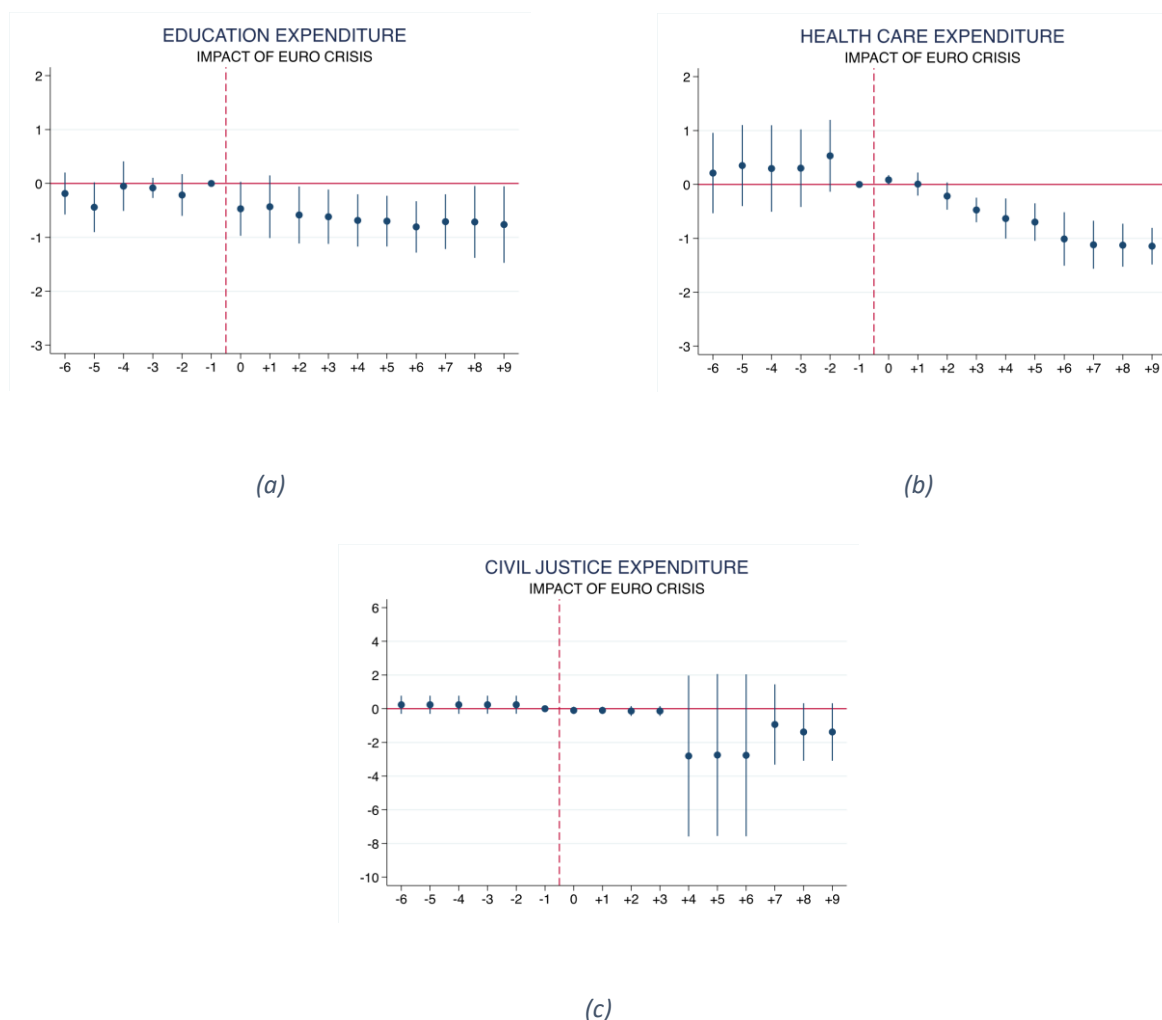 EDUCATION EXPENDITURE
IMPACT OF EURO CRISIS
2
1
0
-1
-2
-3
-6 -5 -4 -3 -2 -1 0 +1 +2 +3 +4 +5 +6 +7 +8 +9
(a)
HEALTH CARE EXPENDITURE
IMPACT OF EURO CRISIS
2
1
0
-1
-2
-3
-6 -5 -4 -3 -2 -1 0 +1 +2 +3 +4 +5 +6 +7 +8 +9
(b)
CIVIL JUSTICE EXPENDITURE
IMPACT OF EURO CRISIS
6
4
2
0
-2
-4
-6
-8
-10
-6 -5 -4 -3 -2 -1 0 +1 +2 +3 +4 +5 +6 +7 +8 +9
(c)